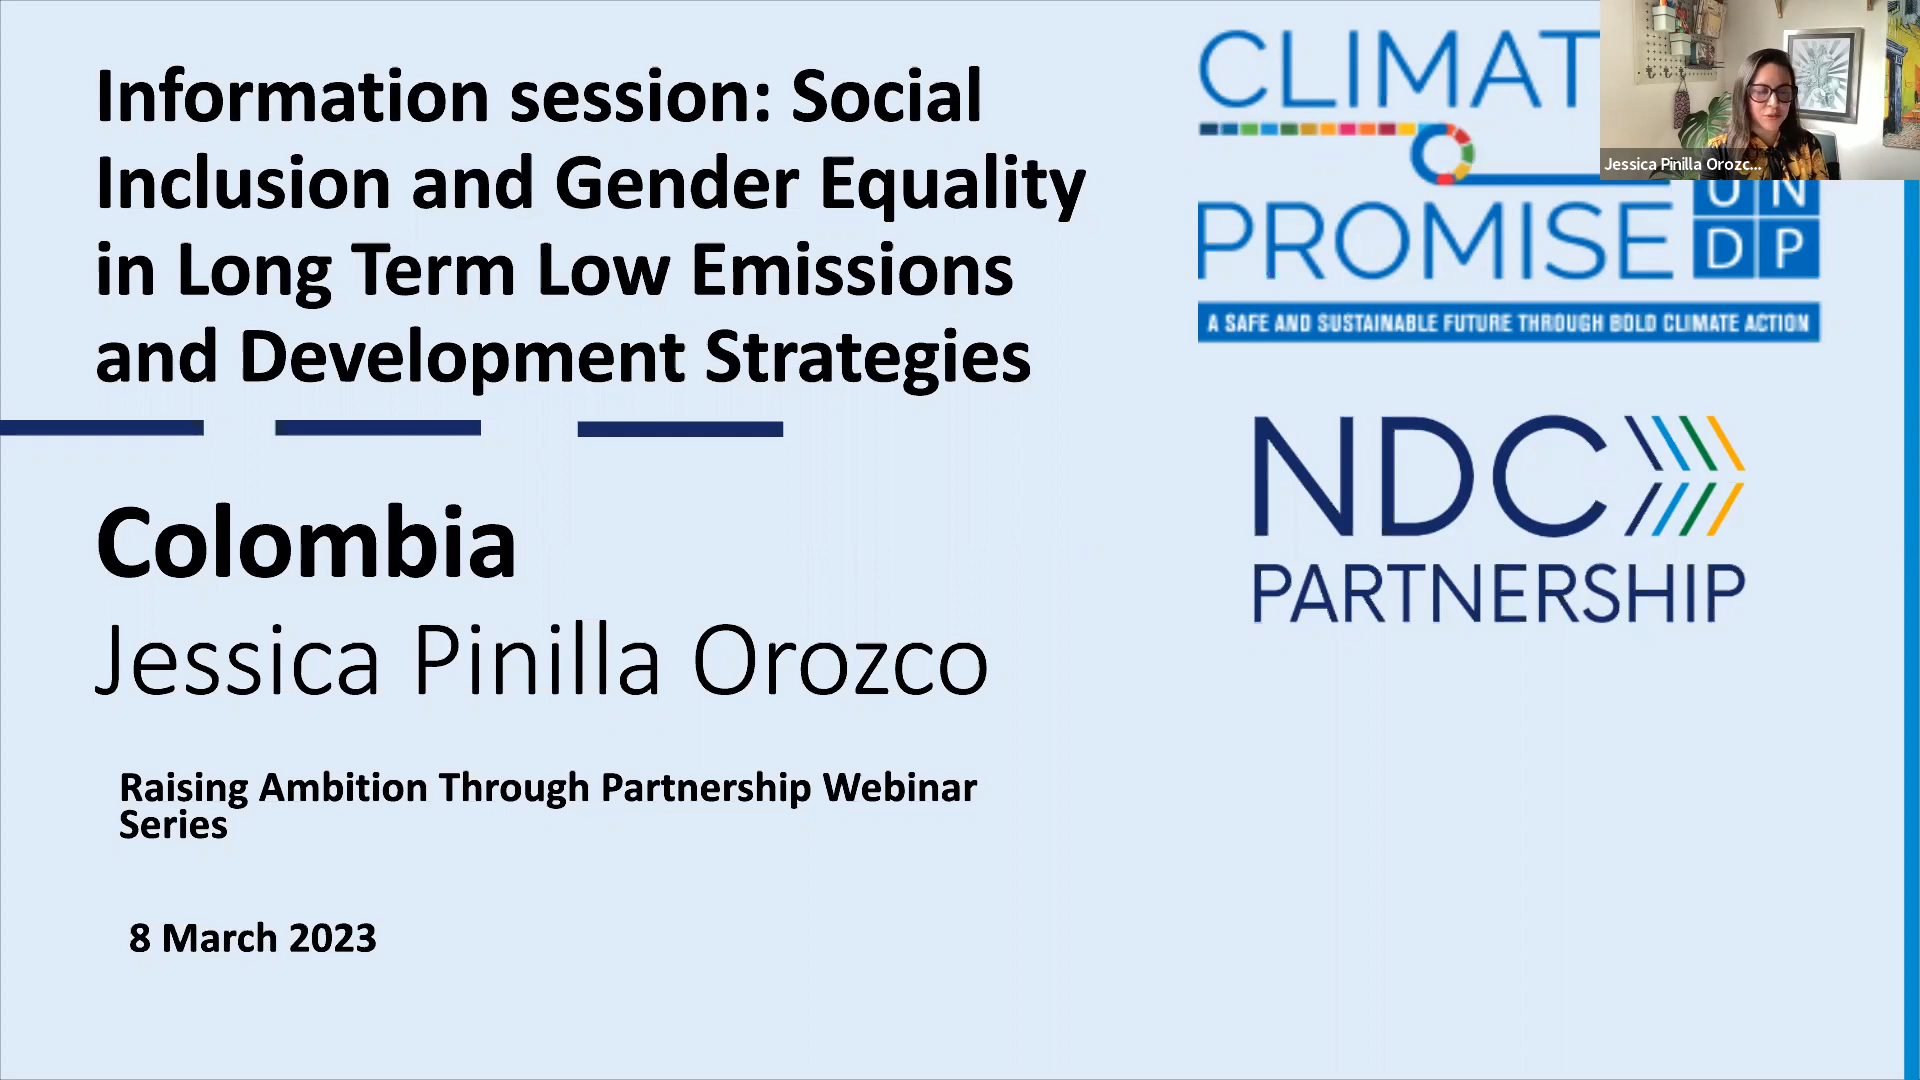 Information session: Social
Inclusion and Gender Equality
in Long Term Low Emissions
and Development Strategies
Colombia
Jessica Pinilla Orozco
Raising Ambition Through Partnership Webinar
Series
8 March 2023
CLIMAT
PROMISE
UN
DP
A SAFE AND SUSTAINABLE FUTURE THROUGH BOLD CLIMATE ACTION
NDC
PARTNERSHIP
Jessica Pinilla Orozc...